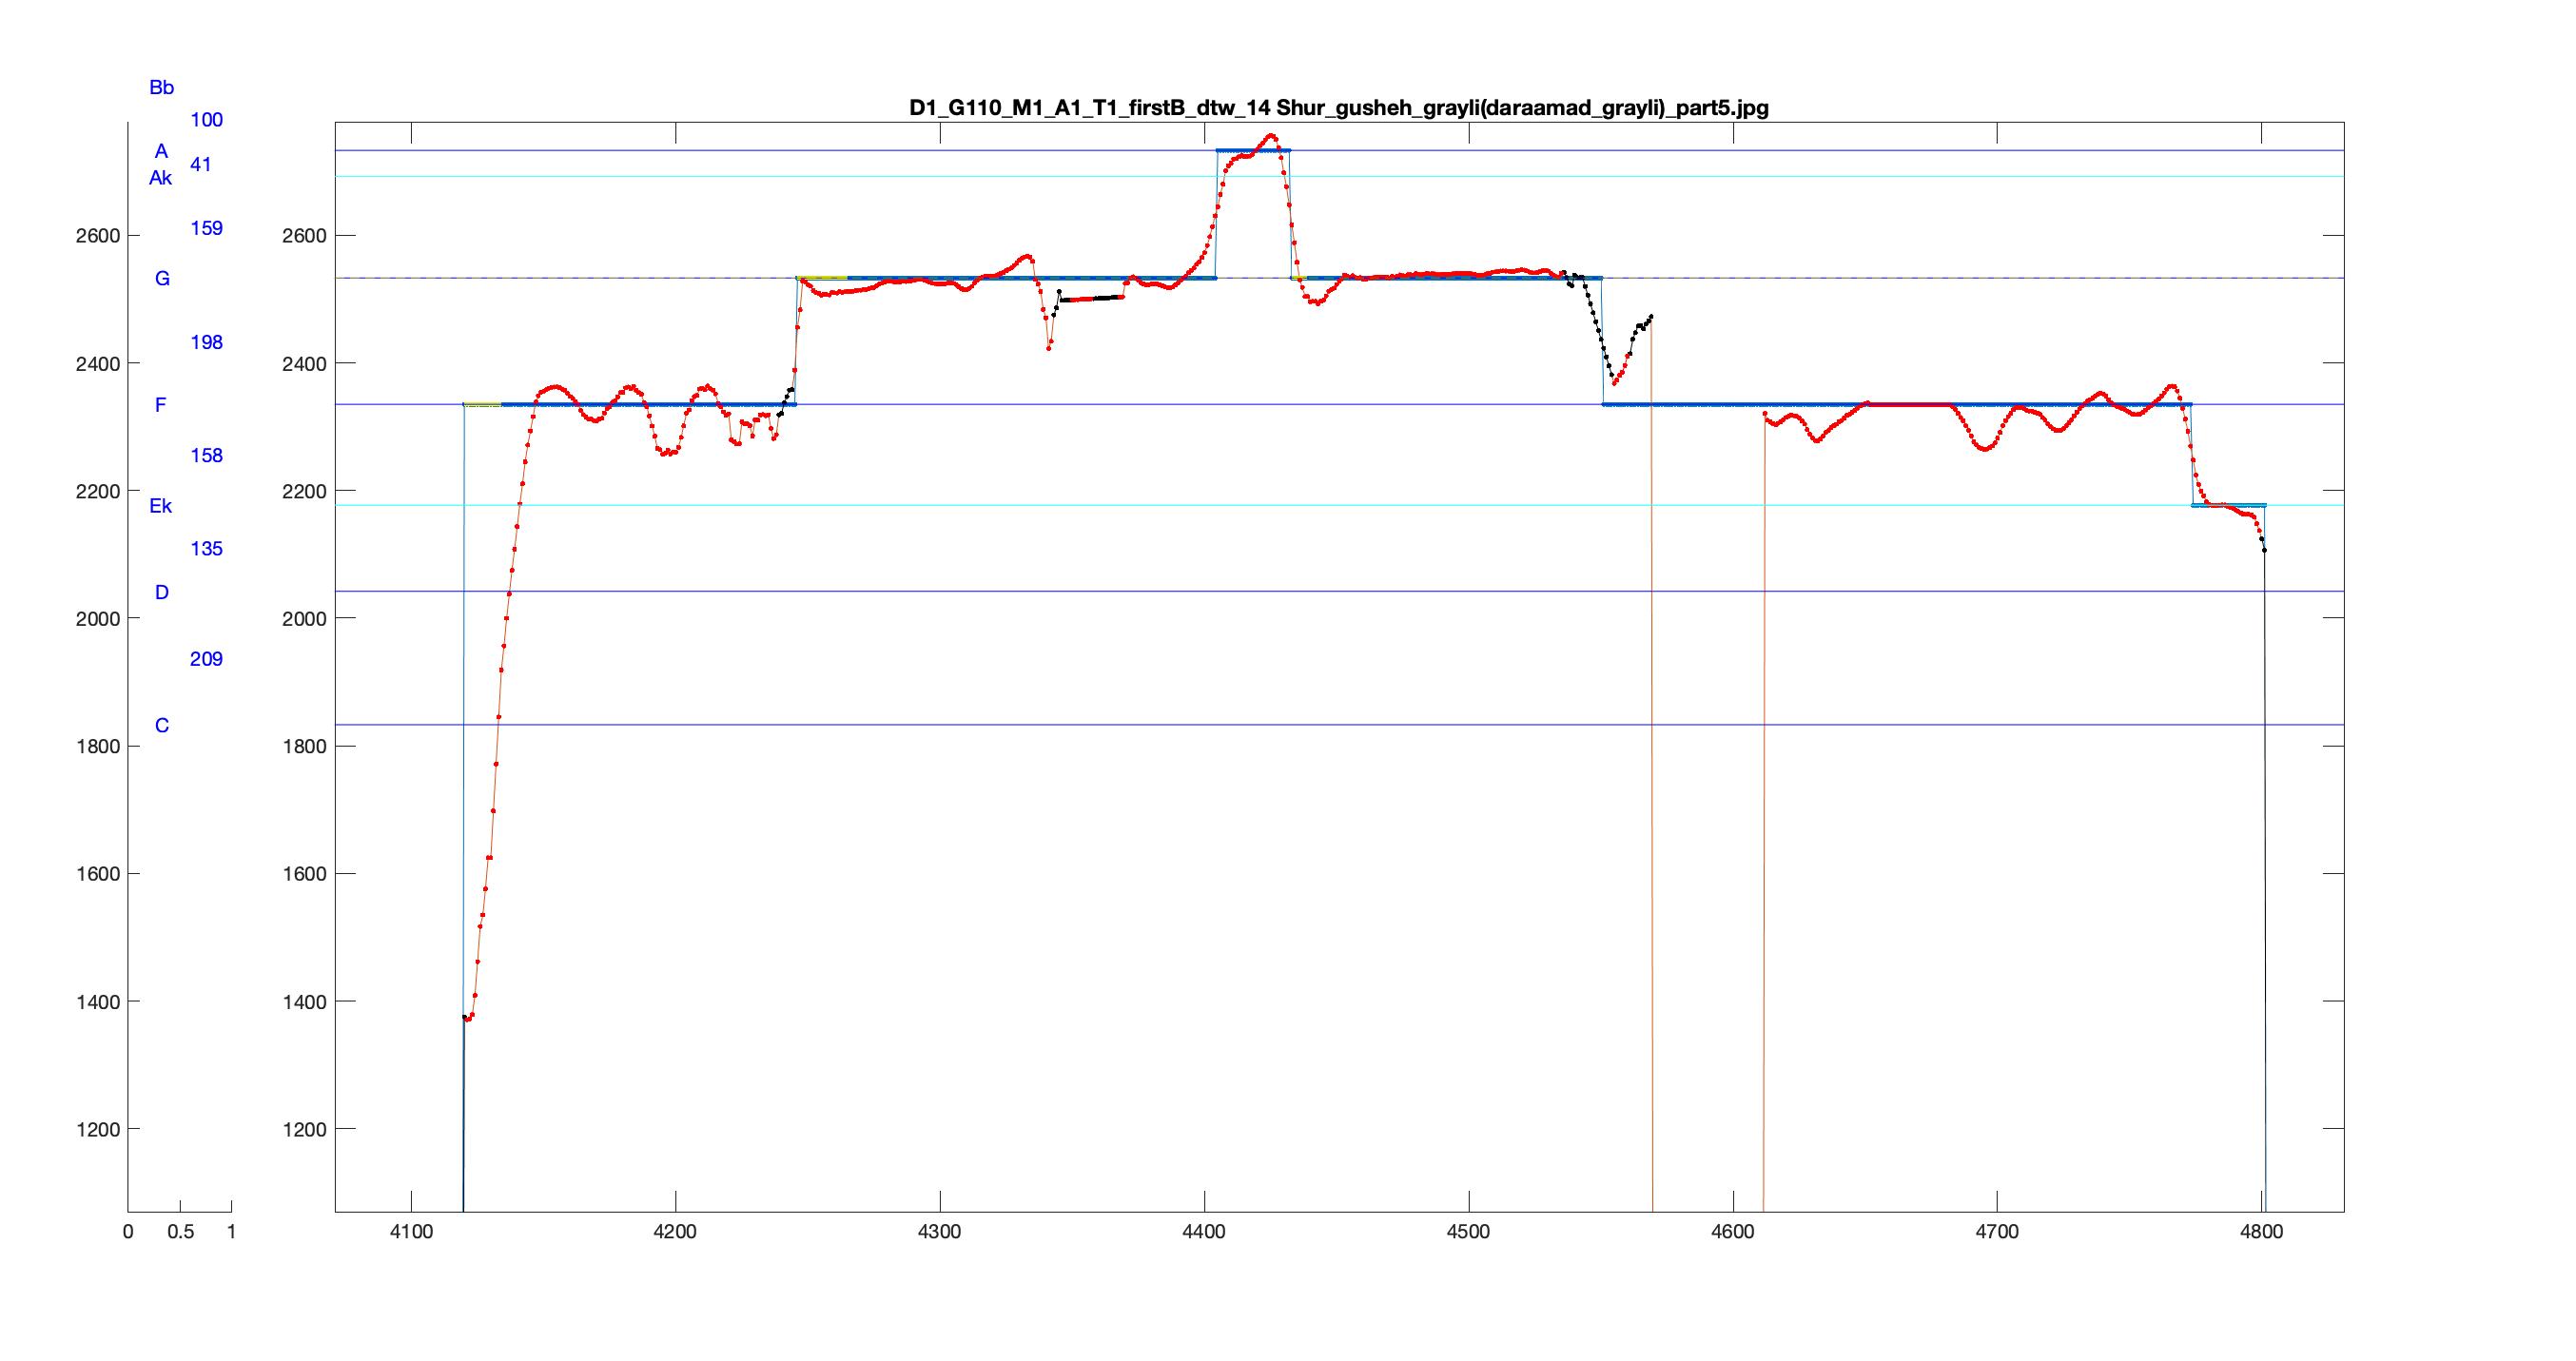 D1_G110_M1_A1_T1_firstB_dtw_14 Shur_gusheh_grayli(daraamad_grayli)_part5.jpg
Bb
100
A
41
Ak
159
2600 2600
G
198
2400 2400
F
158
2200 2200
Ek
135
D
2000 2000
209
C
1800 1800
1600 1600
1400 1400
1200 1200
0 0.5 1 4100 4200 4300 4400 4500 4600 4700 4800